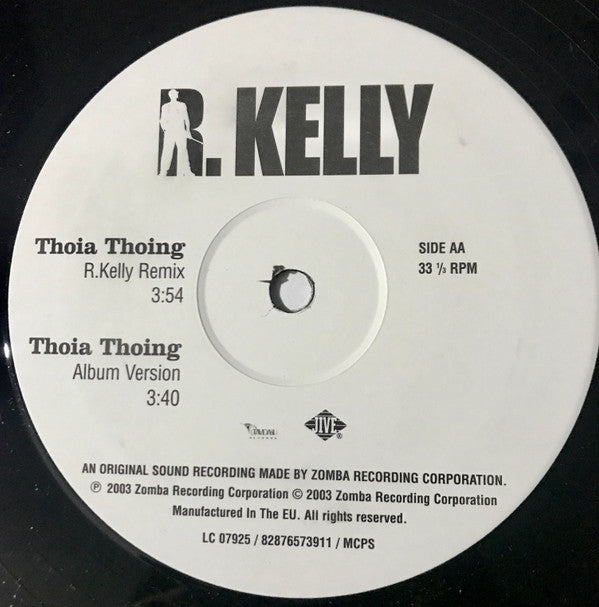 R. KELLY
Thoia Thoing
R.Kelly Remix
3:54
Thoia Thoing
Album Version
3:40
SIDE AA
33 ⅓ RPM
JIVE®
AN ORIGINAL SOUND RECORDING MADE BY ZOMBA RECORDING CORPORATION.
℗ 2003 Zomba Recording Corporation © 2003 Zomba Recording Corporation
Manufactured In The EU. All rights reserved.
LC 07925 / 82876573911 / MCPS